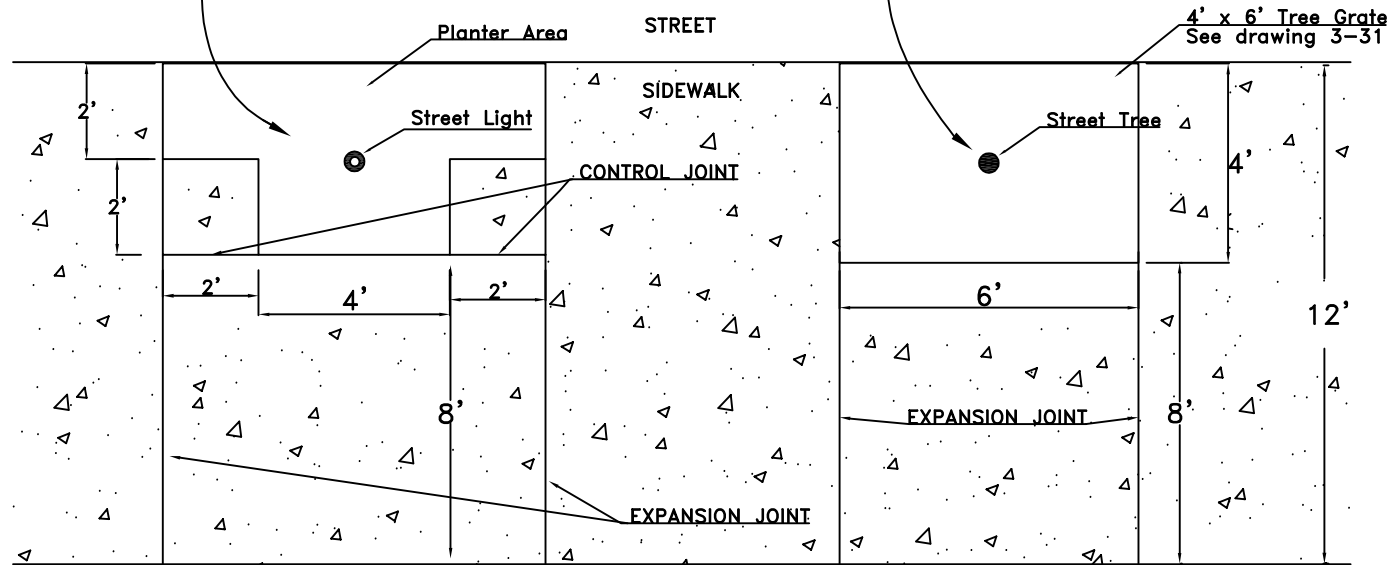 STREET
4' x 6' Tree Grate
See drawing 3-31
Planter Area
SIDEWALK
2'
Street Light
Street Tree
4'
CONTROL JOINT
2'
2'
4'
2'
6'
12'
8'
EXPANSION JOINT
8'
EXPANSION JOINT